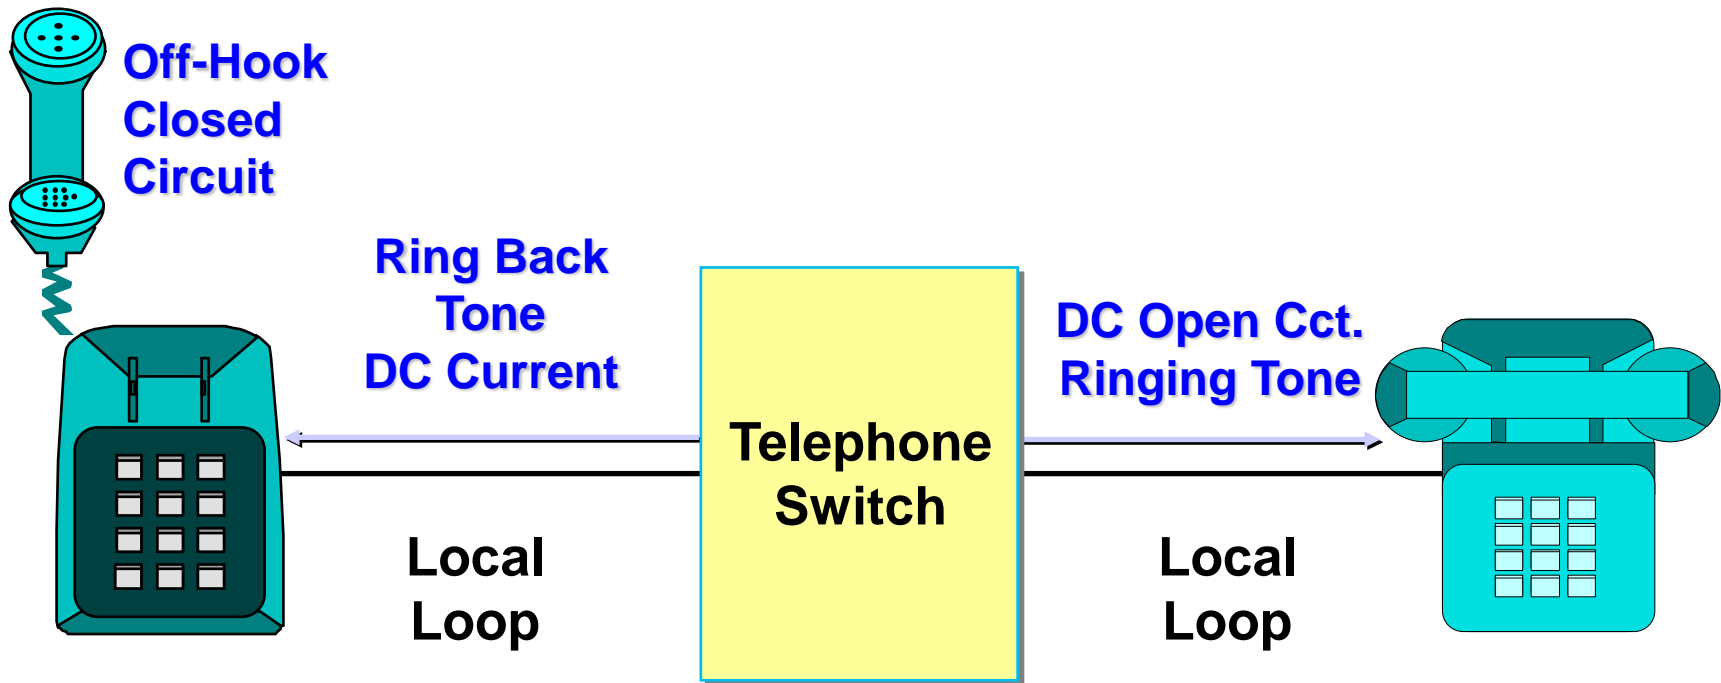 Off-Hook
Closed
Circuit
Ring Back
Tone
DC Current
Telephone
Switch
DC Open Cct.
Ringing Tone
Local
Loop
Local
Loop